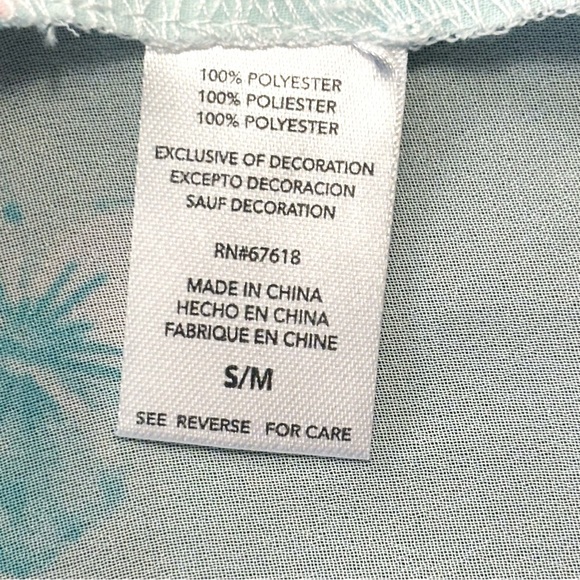 100% POLYESTER
100% POLIESTER
100% POLYESTER
EXCLUSIVE OF DECORATION
EXCEPTO DECORACION
SAUF DECORATION
RN#67618
MADE IN CHINA
HECHO EN CHINA
FABRIQUE EN CHINE
S/M
SEE REVERSE FOR CARE